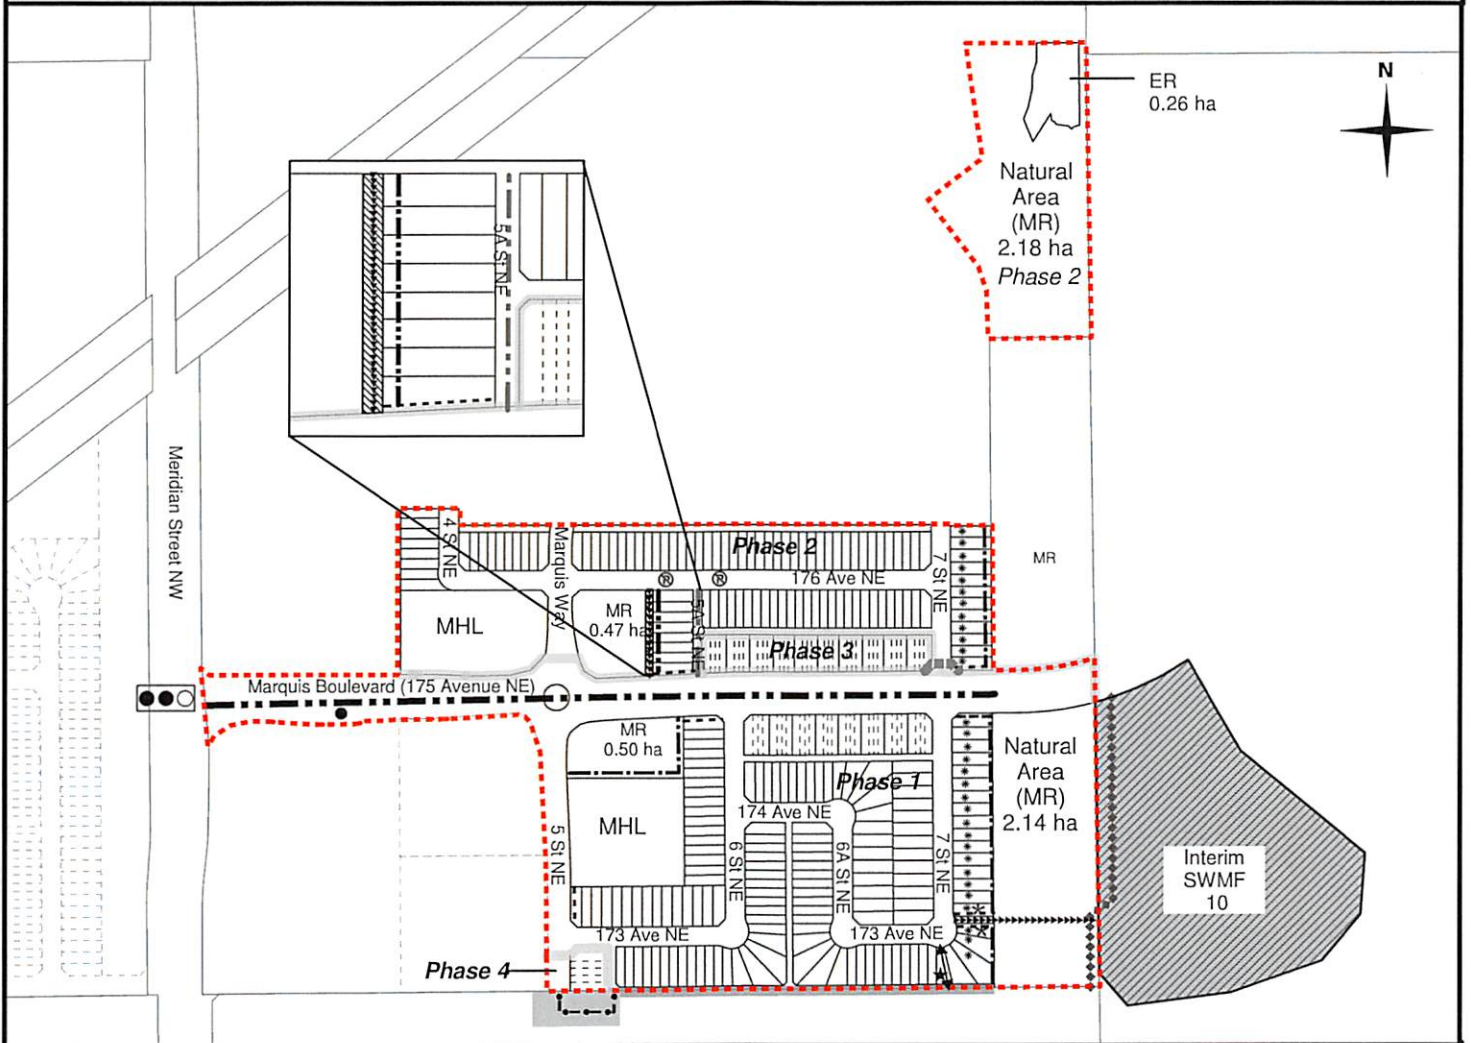 N
ER
0.26 ha
Natural
Area
(MR)
2.18 ha
Phase 2
5A St NE
Meridian Street NW
4 St NE
Marquis Way
Phase 2
176 Ave NE
7 St NE
MR
® ®
MHL
MR
0.47 ha
5A St NE
Phase 3
Marquis Boulevard (175 Avenue NE)
MR
0.50 ha
Phase 1
Natural
Area
(MR)
2.14 ha
174 Ave NE
MHL
5 St NE
6 St NE
6A St NE
7 St NE
Interim
SWMF
10
173 Ave NE
173 Ave NE
Phase 4